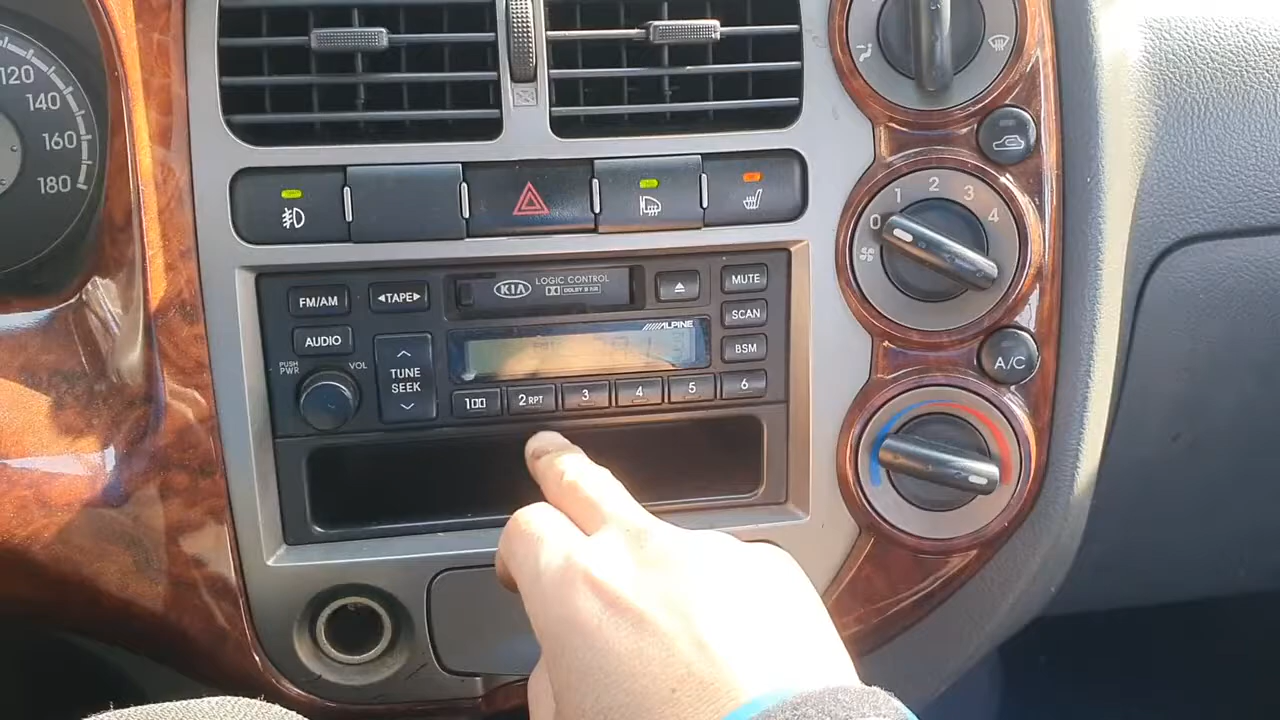 120
140
160
180
0 1 2 3 4
KIA
LOGIC CONTROL
DOLBY B NR
FM/AM
◀TAPE▶
MUTE
AUDIO
SCAN
ALPINE
PUSH
PWR
VOL
TUNE
SEEK
BSM
A/C
1
2 RPT
3
4
5
6